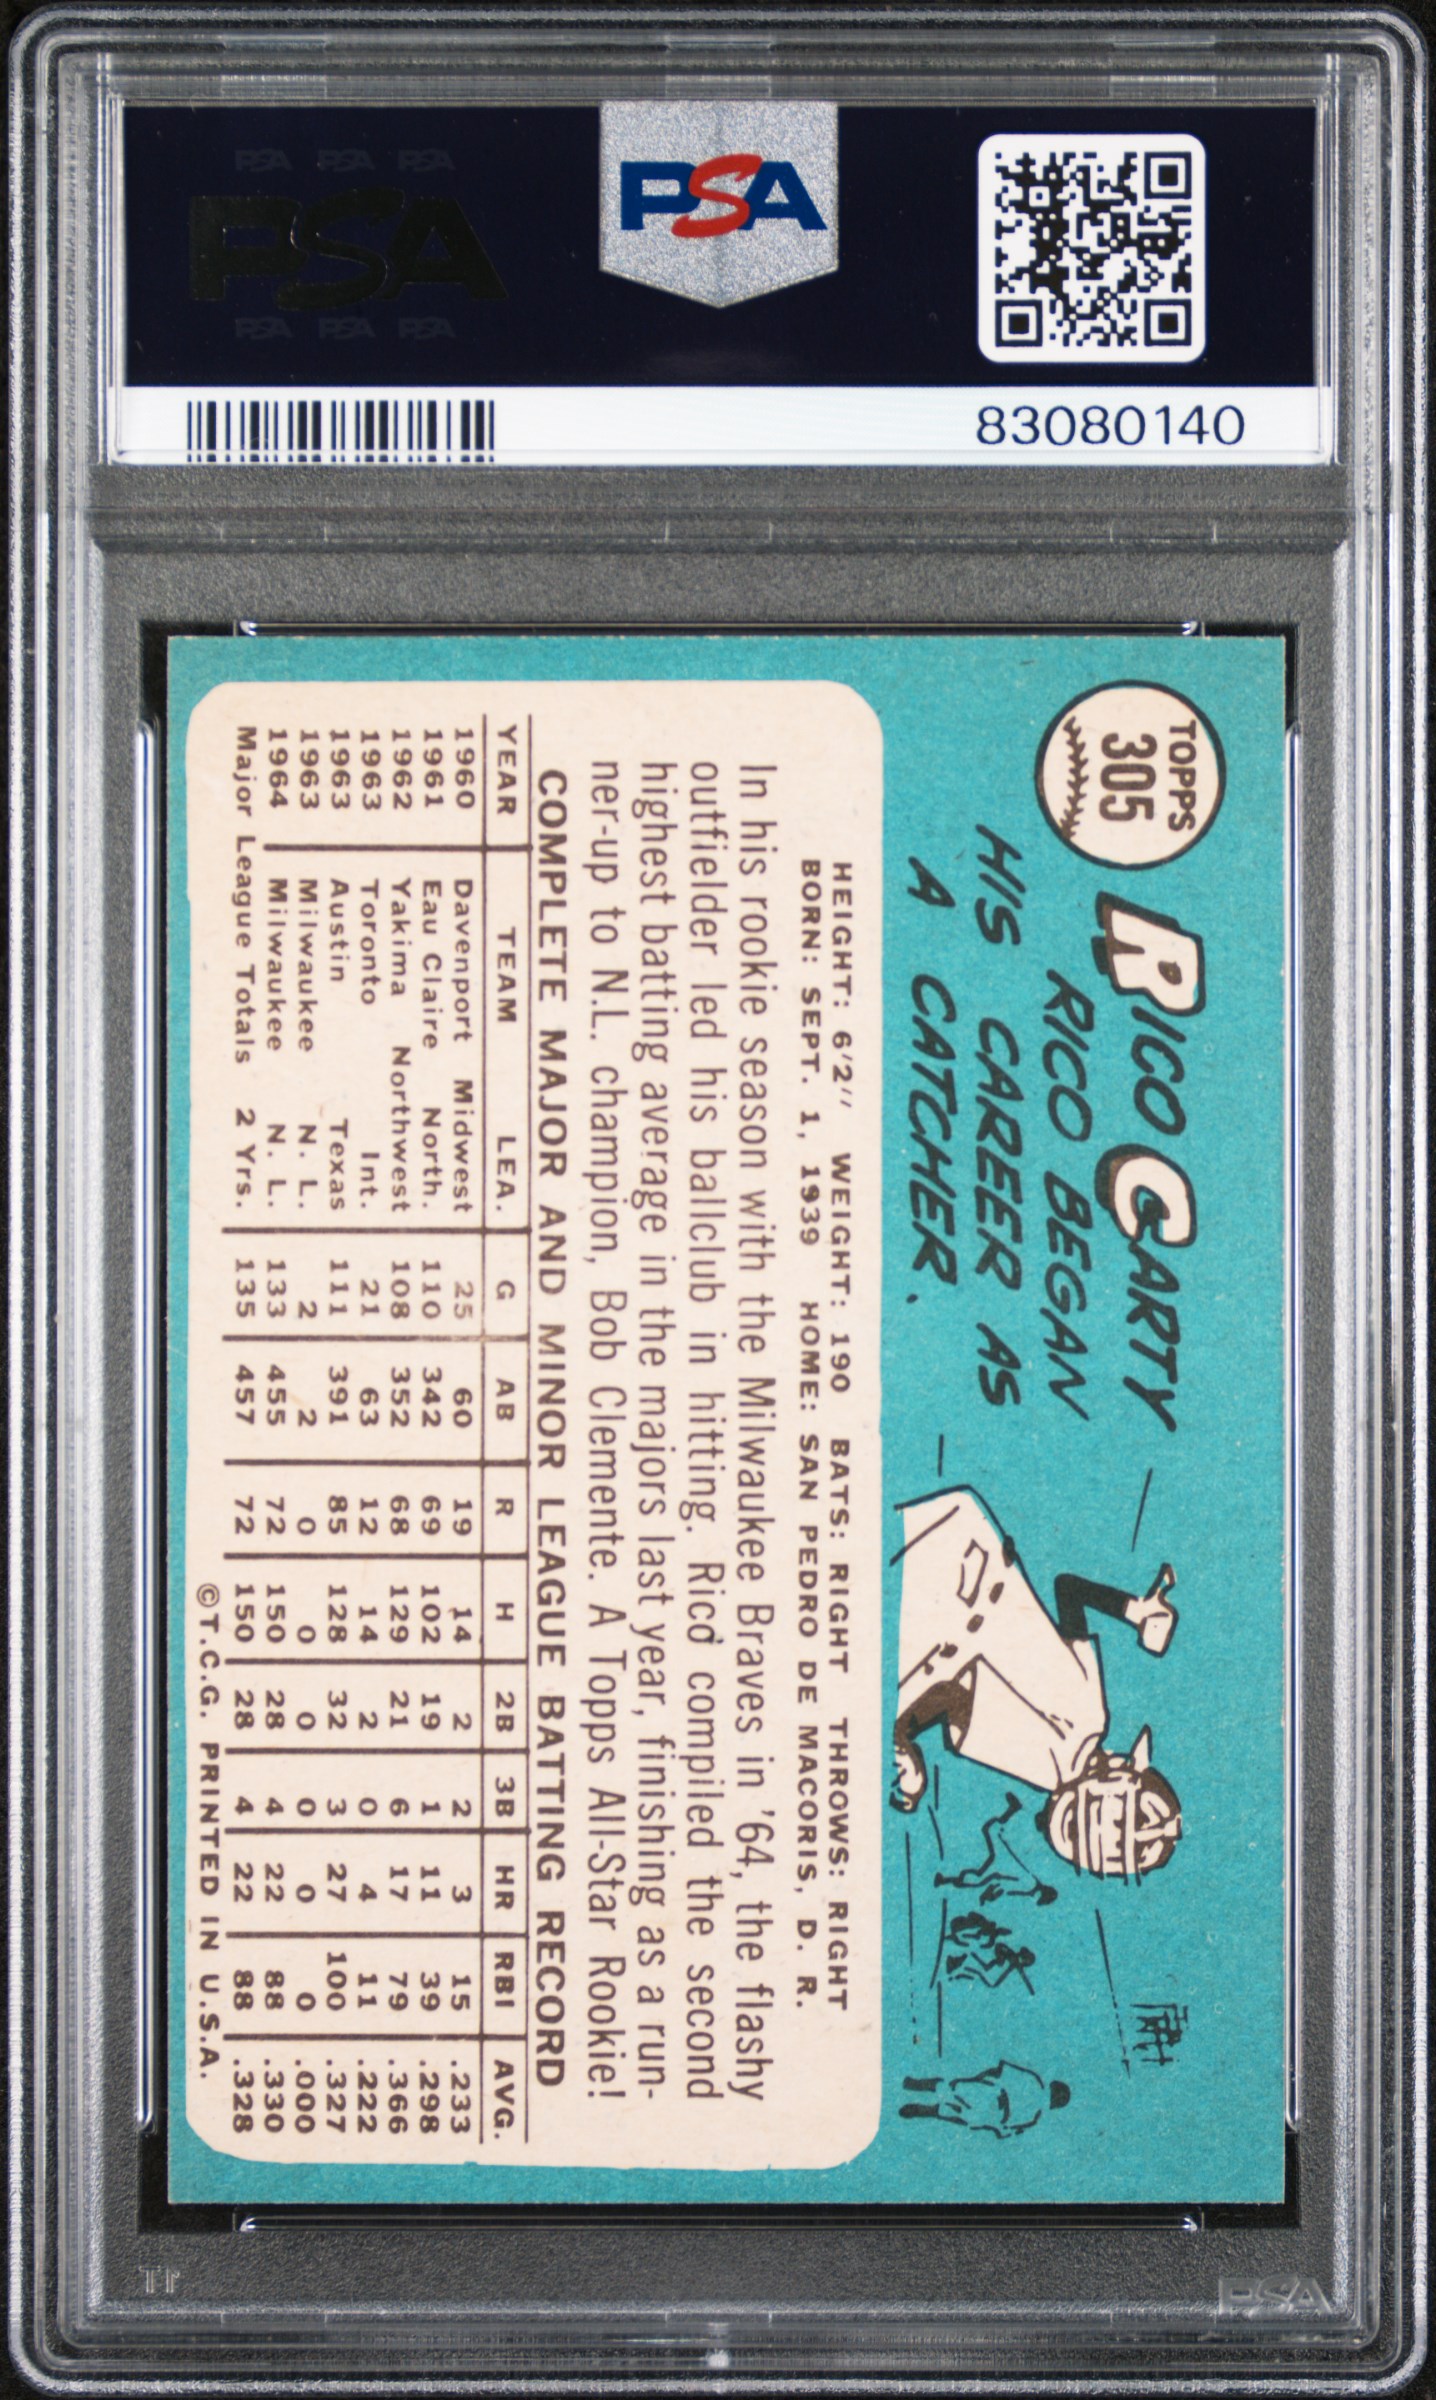 PSA PSA PSA
PSA
PSA PSA PSA
PSA
83080140
TOPPS
305
RICO CARTY
RICO BEGAN
HIS CAREER AS
A CATCHER.
HEIGHT: 6'2" WEIGHT: 190 BATS: RIGHT THROWS: RIGHT
BORN: SEPT. 1, 1939 HOME: SAN PEDRO DE MACORIS, D. R.
In his rookie season with the Milwaukee Braves in '64, the flashy
outfielder led his ballclub in hitting. Rico compiled the second
highest batting average in the majors last year, finishing as a run-
ner-up to N.L. champion, Bob Clemente. A Topps All-Star Rookie!
COMPLETE MAJOR AND MINOR LEAGUE BATTING RECORD
YEAR TEAM LEA. G AB R H 2B 3B HR RBI AVG.
1960 Davenport Midwest 25 60 19 14 2 2 3 15 .233
1961 Eau Claire North. 110 342 69 102 19 1 11 39 .298
1962 Yakima Northwest 108 352 68 129 21 6 17 79 .366
1963 Toronto Int. 21 63 12 14 2 0 4 11 .222
1963 Austin Texas 111 391 85 128 32 3 27 100 .327
1963 Milwaukee N. L. 2 2 0 0 0 0 0 0 .000
1964 Milwaukee N. L. 133 455 72 150 28 4 22 88 .330
Major League Totals 2 Yrs. 135 457 72 150 28 4 22 88 .328
©T.C.G. PRINTED IN U.S.A.
PSA